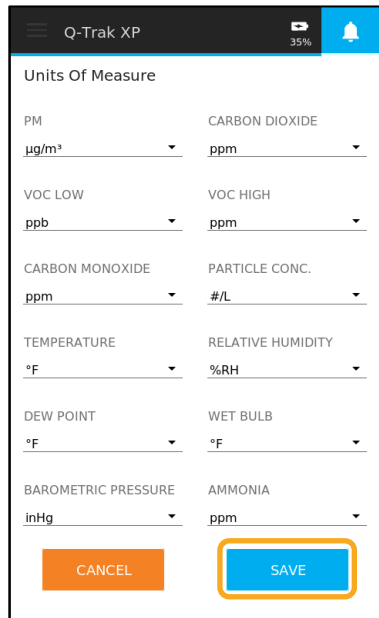 Q-Trak XP
35%
Units Of Measure
PM CARBON DIOXIDE
µg/m³ ppm
VOC LOW VOC HIGH
ppb ppm
CARBON MONOXIDE PARTICLE CONC.
ppm #/L
TEMPERATURE RELATIVE HUMIDITY
°F %RH
DEW POINT WET BULB
°F °F
BAROMETRIC PRESSURE AMMONIA
inHg ppm
CANCEL SAVE